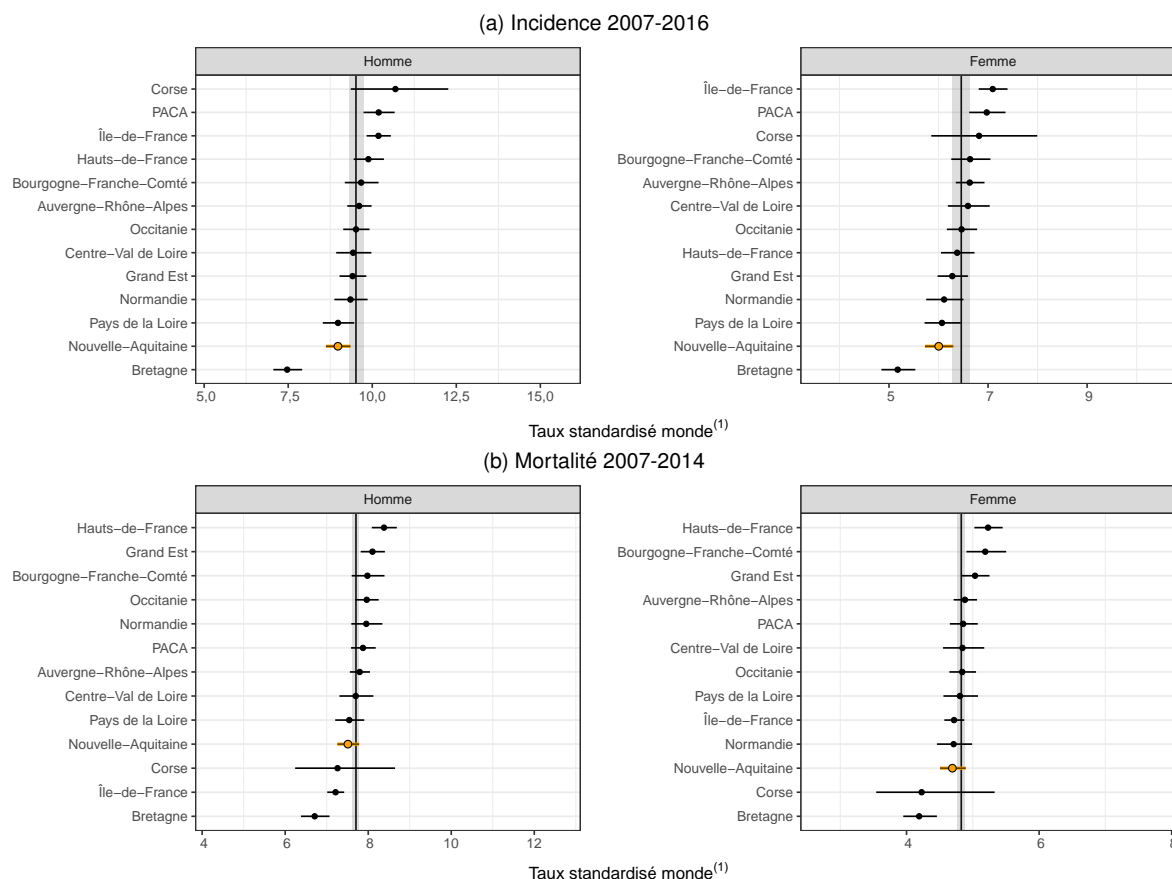 (a) Incidence 2007-2016
Homme
Corse
PACA
Île−de−France
Hauts−de−France
Bourgogne−Franche−Comté
Auvergne−Rhône−Alpes
Occitanie
Centre−Val de Loire
Grand Est
Normandie
Pays de la Loire
Nouvelle−Aquitaine
Bretagne
5,0 7,5 10,0 12,5 15,0
Femme
Île−de−France
PACA
Corse
Bourgogne−Franche−Comté
Auvergne−Rhône−Alpes
Centre−Val de Loire
Occitanie
Hauts−de−France
Grand Est
Normandie
Pays de la Loire
Nouvelle−Aquitaine
Bretagne
5 7 9
Taux standardisé monde(1)
(b) Mortalité 2007-2014
Homme
Hauts−de−France
Grand Est
Bourgogne−Franche−Comté
Occitanie
Normandie
PACA
Auvergne−Rhône−Alpes
Centre−Val de Loire
Pays de la Loire
Nouvelle−Aquitaine
Corse
Île−de−France
Bretagne
4 6 8 10 12
Femme
Hauts−de−France
Bourgogne−Franche−Comté
Grand Est
Auvergne−Rhône−Alpes
PACA
Centre−Val de Loire
Occitanie
Pays de la Loire
Île−de−France
Normandie
Nouvelle−Aquitaine
Corse
Bretagne
4 6 8
Taux standardisé monde(1)